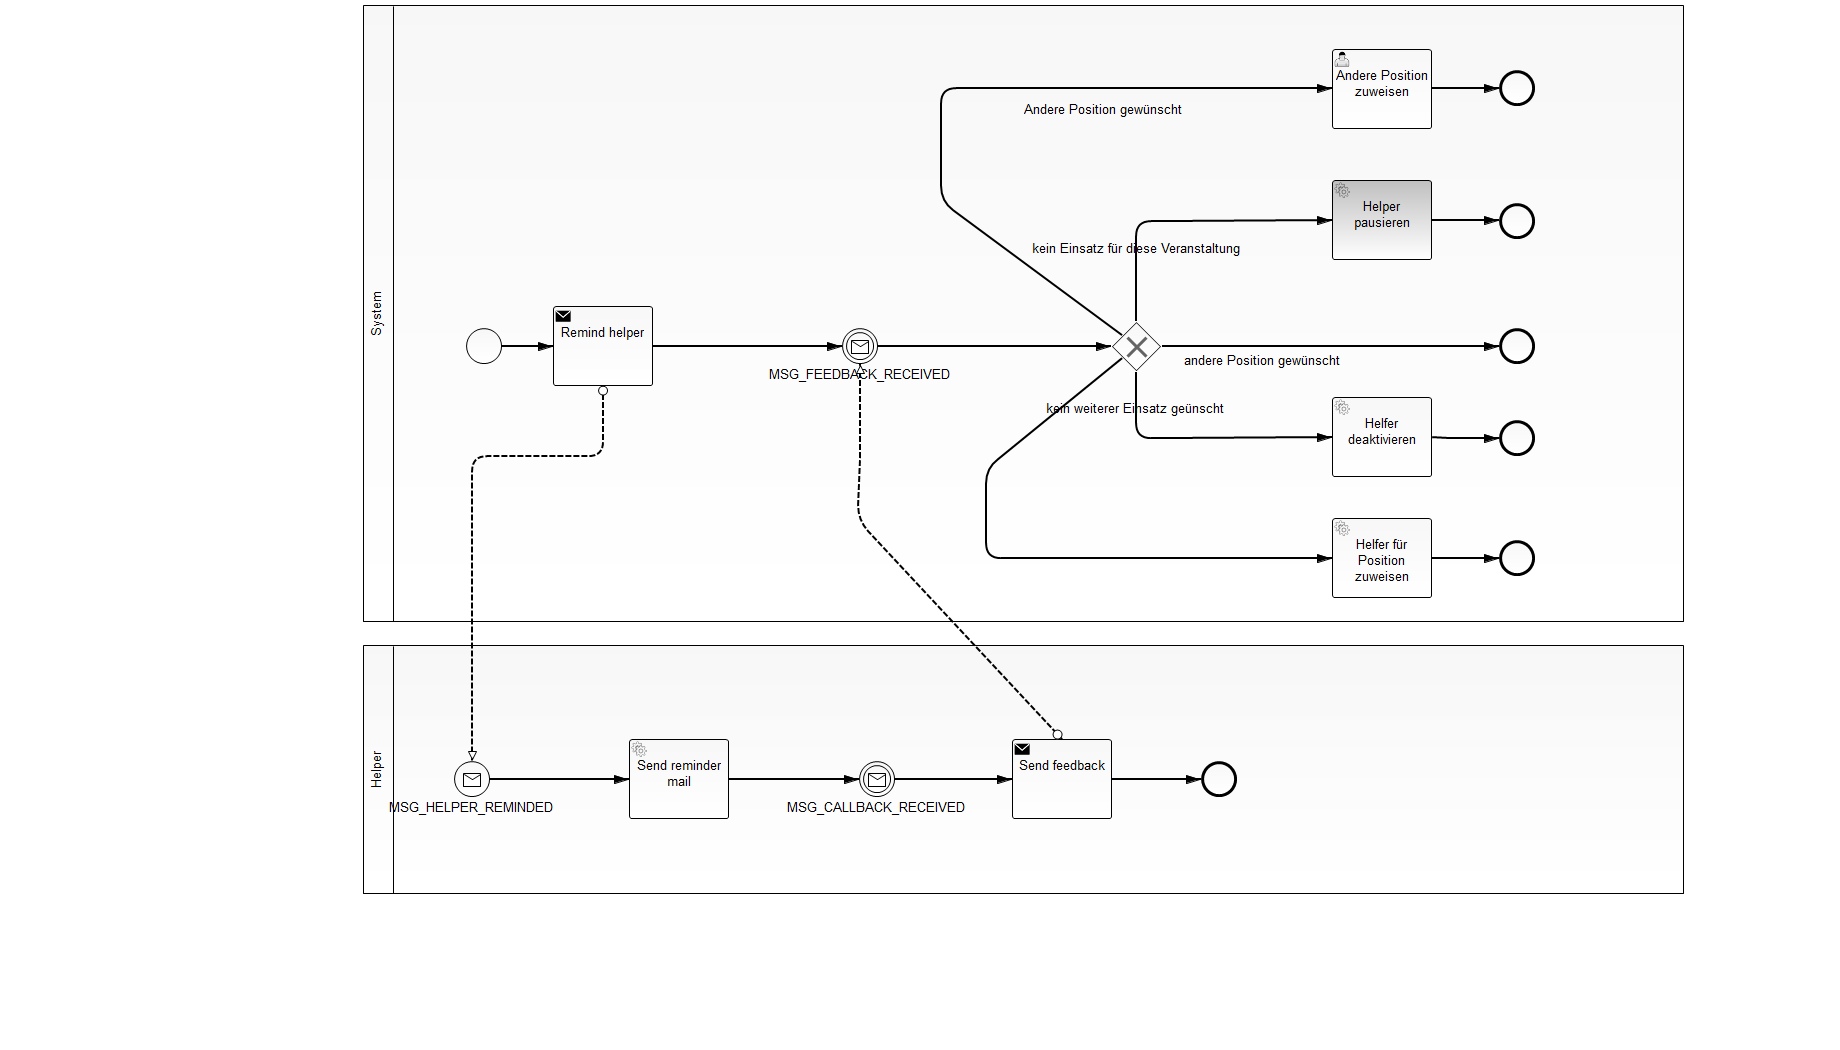 Andere Position
zuweisen
Andere Position gewünscht
Helper
pausieren
kein Einsatz für diese Veranstaltung
System
Remind helper
MSG_FEEDBACK_RECEIVED
andere Position gewünscht
kein weiterer Einsatz geünscht
Helfer
deaktivieren
Helfer für
Position
zuweisen
Helper
Send reminder
mail
Send feedback
MSG_HELPER_REMINDED
MSG_CALLBACK_RECEIVED